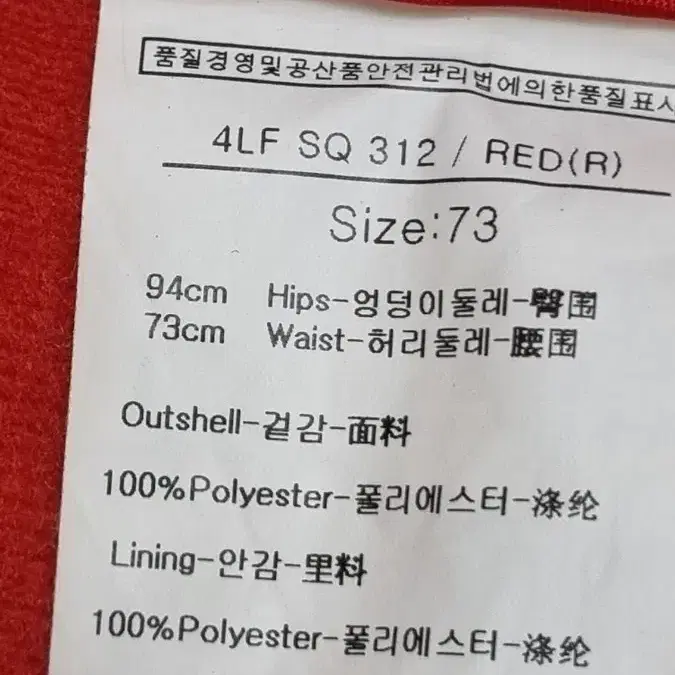 품질경영및공산품안전관리법에의한품질표시
4LF SQ 312 / RED(R)
Size:73
94cm Hips-엉덩이둘레-臀围
73cm Waist-허리둘레-腰围
Outshell-겉감-面料
100%Polyester-폴리에스터-涤纶
Lining-안감-里料
100%Polyester-폴리에스터-涤纶